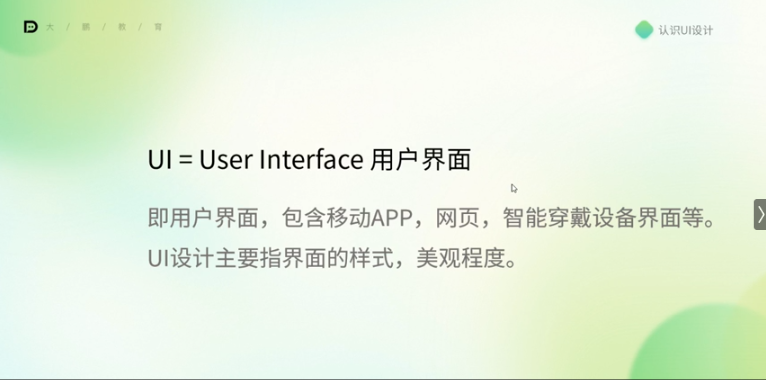 大 / 鹏 / 教 / 育
认识UI设计
UI = User Interface 用户界面
即用户界面，包含移动APP，网页，智能穿戴设备界面等。
UI设计主要指界面的样式，美观程度。